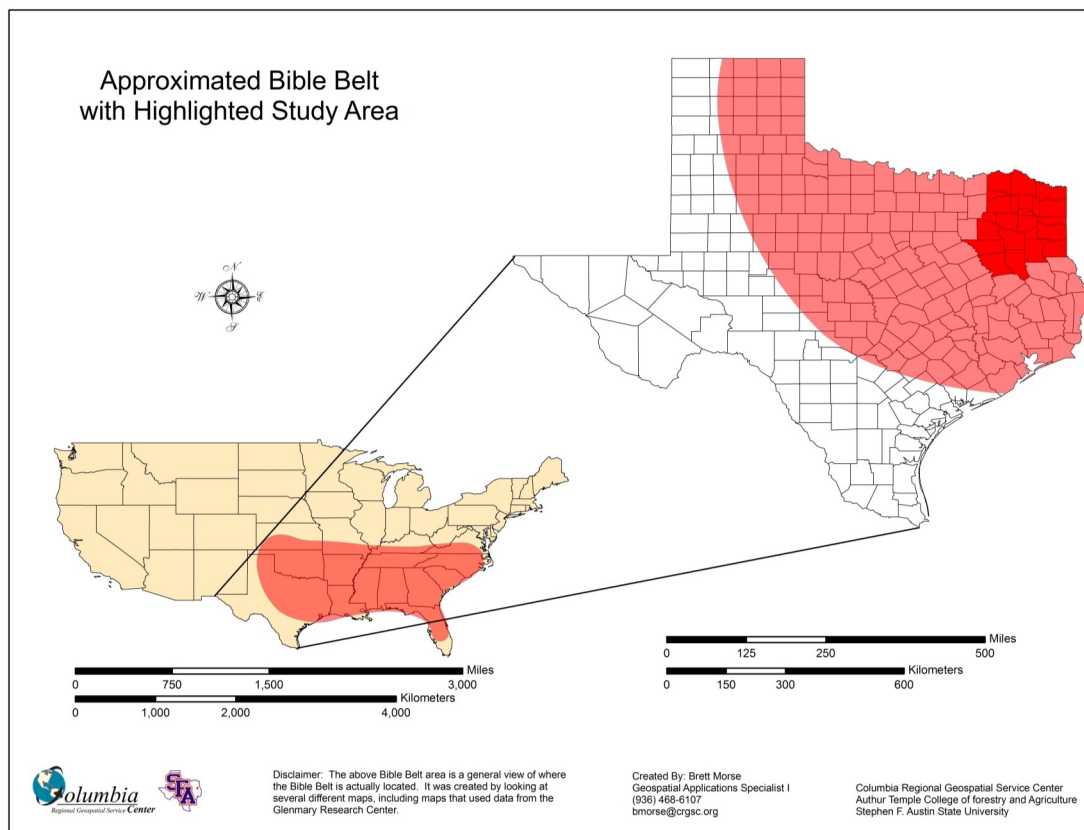 Approximated Bible Belt
with Highlighted Study Area
N
W E
S
Miles
0 125 250 500
Kilometers
0 150 300 600
Miles
0 750 1,500 3,000
Kilometers
0 1,000 2,000 4,000
Columbia
Regional Geospatial Service Center
SFA
Disclaimer: The above Bible Belt area is a general view of where
the Bible Belt is actually located. It was created by looking at
several different maps, including maps that used data from the
Glenmary Research Center.
Created By: Brett Morse
Geospatial Applications Specialist I
(936) 468-6107
bmorse@crgsc.org
Columbia Regional Geospatial Service Center
Authur Temple College of forestry and Agriculture
Stephen F. Austin State University